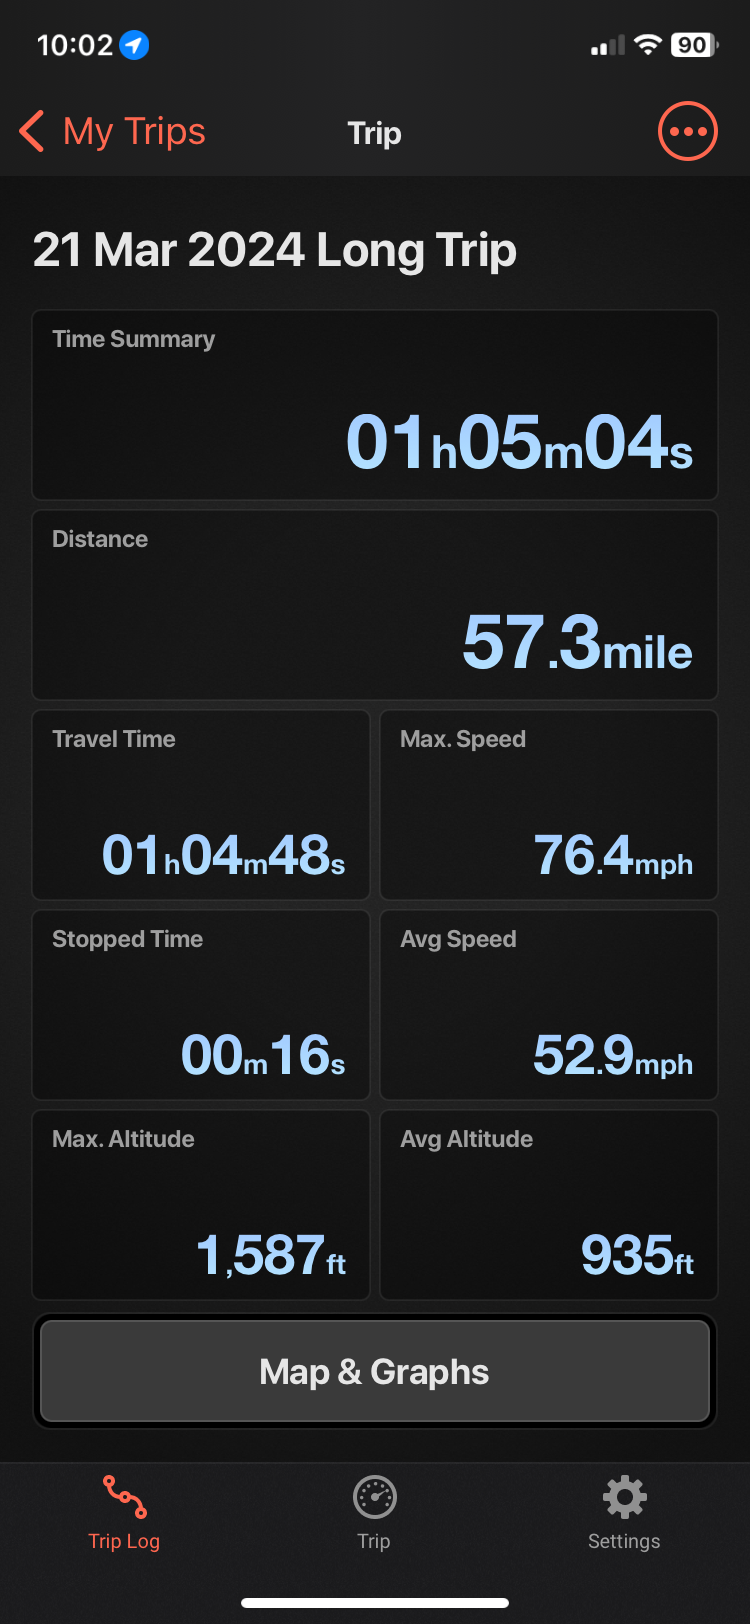 10:02 90
My Trips Trip
21 Mar 2024 Long Trip
Time Summary
01h05m04s
Distance
57.3mile
Travel Time Max. Speed
01h04m48s 76.4mph
Stopped Time Avg Speed
00m16s 52.9mph
Max. Altitude Avg Altitude
1,587ft 935ft
Map & Graphs
Trip Log Trip Settings